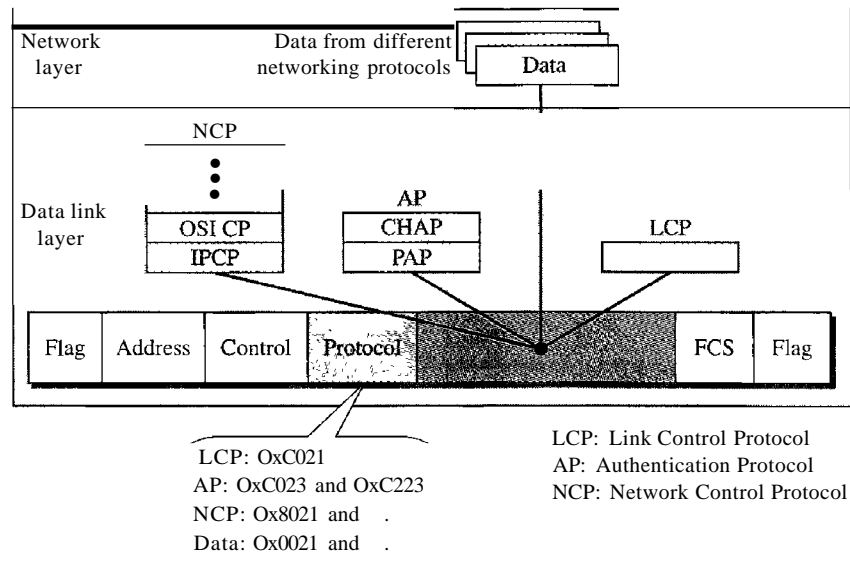 Network
layer
Data from different
networking protocols
Data
NCP
Data link
layer
OSI CP
IPCP
AP
CHAP
PAP
LCP
Flag
Address
Control
Protocol
FCS
Flag
LCP: OxC021
AP: OxC023 and OxC223
NCP: Ox8021 and .
Data: Ox0021 and .
LCP: Link Control Protocol
AP: Authentication Protocol
NCP: Network Control Protocol